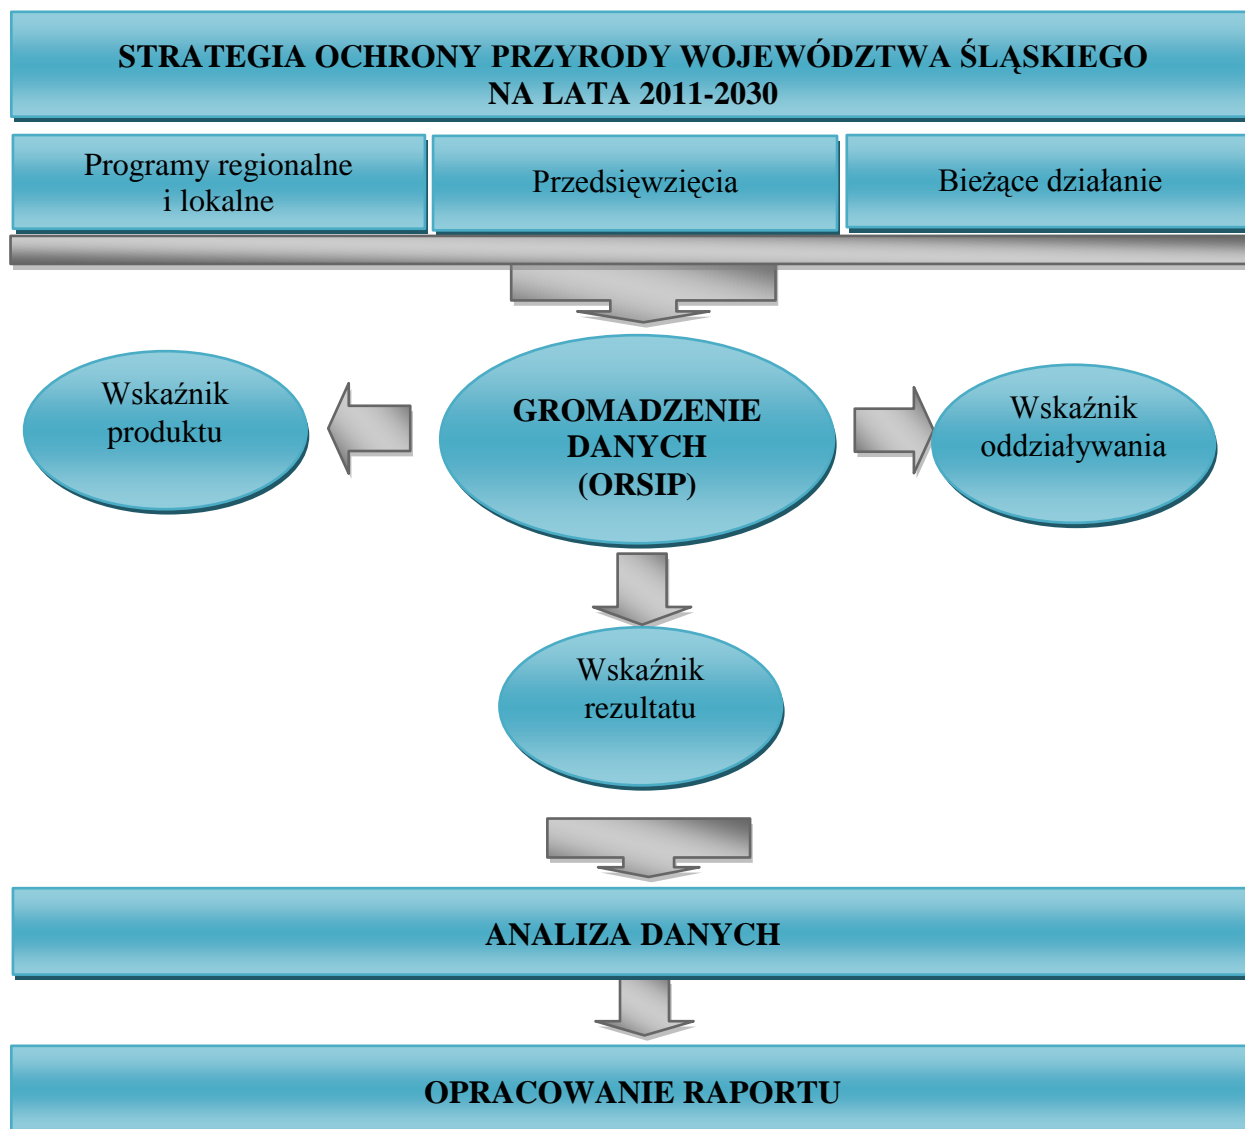 STRATEGIA OCHRONY PRZYRODY WOJEWÓDZTWA ŚLĄSKIEGO
NA LATA 2011-2030
Programy regionalne
i lokalne
Przedsięwzięcia
Bieżące działanie
Wskaźnik
produktu
GROMADZENIE
DANYCH
(ORSIP)
Wskaźnik
oddziaływania
Wskaźnik
rezultatu
ANALIZA DANYCH
OPRACOWANIE RAPORTU